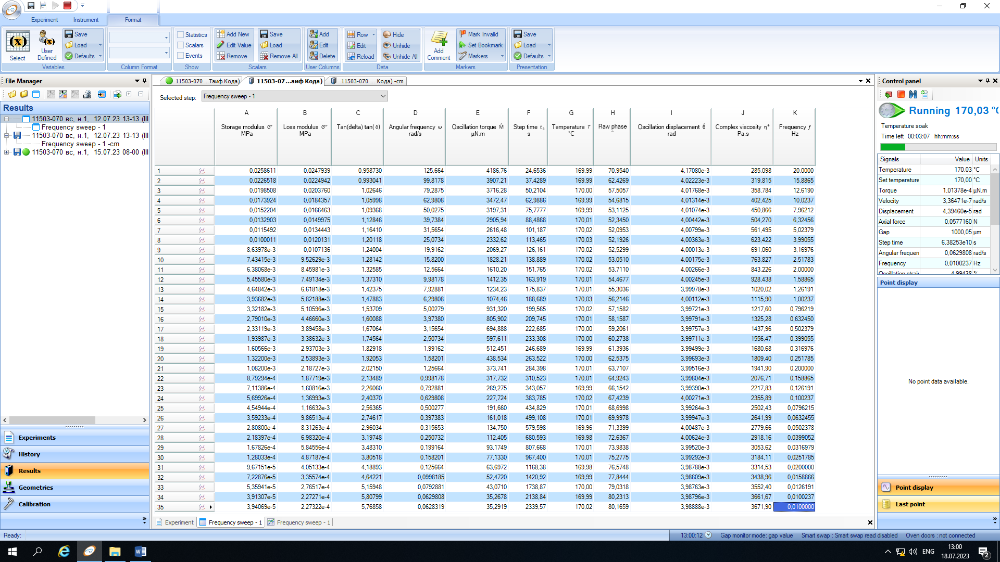 Experiment Instrument Format
Select
User Defined
Save
Load
Defaults
Variables
Column Format
Statistics
Scalars
Events
Show
Add New
Edit Value
Remove
Save
Load
Remove All
Scalars
Add
Edit
Delete
User Columns
Row
Edit
Reload
Hide
Unhide
Unhide All
Data
Add Comment
Mark Invalid
Set Bookmark
Markers
Markers
Save
Load
Defaults
Presentation
File Manager
Results
11503-070 вс, н.1, 12.07.23 13-13 (III
Frequency sweep - 1
11503-070 вс, н.1, 12.07.23 13-13 (III
Frequency sweep - 1 -cm
11503-070 вс, н.1, 15.07.23 08-00 (III
Experiments
History
Results
Geometries
Calibration
11503-070 ...Таиф Кода) 11503-07...аиф Кода) 11503-070 ... Кода) -cm
Selected step: Frequency sweep - 1
A B C D E F G H I J K
Storage modulus G' Loss modulus G" Tan(delta) tan(δ) Angular frequency ω Oscillation torque M̂ Step time tₛ Temperature T Raw phase Oscillation displacement θ̂ Complex viscosity η* Frequency f
MPa MPa rad/s µN.m s °C ° rad Pa.s Hz
1 0,0258611 0,0247939 0,958730 125,664 4186,76 24,6536 169,99 70,9540 4,17080e-3 285,098 20,0000
2 0,0226518 0,0224942 0,993041 99,8178 3907,21 37,4289 169,99 62,4269 4,02223e-3 319,815 15,8865
3 0,0198508 0,0203760 1,02646 79,2875 3716,28 50,2104 170,00 57,5057 4,01768e-3 358,784 12,6190
4 0,0173924 0,0184357 1,05998 62,9808 3472,47 62,9886 169,99 54,6815 4,01314e-3 402,425 10,0237
5 0,0152204 0,0166463 1,09368 50,0275 3197,31 75,7777 169,99 53,1125 4,01074e-3 450,866 7,96212
6 0,0132903 0,0149975 1,12846 39,7384 2905,94 88,4868 170,01 52,3450 4,00442e-3 504,270 6,32456
7 0,0115492 0,0134443 1,16410 31,5654 2616,48 101,187 170,02 52,0953 4,00799e-3 561,495 5,02379
8 0,0100011 0,0120131 1,20118 25,0734 2332,62 113,465 170,03 52,1926 4,00363e-3 623,422 3,99055
9 8,63978e-3 0,0107136 1,24004 19,9162 2069,27 126,161 170,02 52,5299 4,00013e-3 691,060 3,16976
10 7,43415e-3 9,52629e-3 1,28142 15,8200 1828,21 138,889 170,02 53,0510 4,00175e-3 763,827 2,51783
11 6,38068e-3 8,45981e-3 1,32585 12,5664 1610,20 151,765 170,02 53,7110 4,00266e-3 843,226 2,00000
12 5,45580e-3 7,49134e-3 1,37310 9,98178 1412,35 163,919 170,01 54,4677 4,00245e-3 928,438 1,58865
13 4,64842e-3 6,61818e-3 1,42375 7,92881 1234,23 175,837 170,01 55,3036 3,99978e-3 1020,02 1,26191
14 3,93682e-3 5,82188e-3 1,47883 6,29808 1074,46 188,689 170,03 56,2146 4,00112e-3 1115,90 1,00237
15 3,32182e-3 5,10596e-3 1,53709 5,00279 931,320 199,565 170,02 57,1582 3,99721e-3 1217,60 0,796219
16 2,79010e-3 4,46660e-3 1,60088 3,97380 805,902 209,745 170,01 58,1587 3,99791e-3 1325,28 0,632450
17 2,33119e-3 3,89458e-3 1,67064 3,15654 694,888 222,685 170,00 59,2061 3,99757e-3 1437,96 0,502379
18 1,93987e-3 3,38632e-3 1,74564 2,50734 597,611 233,308 170,00 60,2738 3,99711e-3 1556,47 0,399055
19 1,60566e-3 2,93703e-3 1,82918 1,99162 512,451 246,689 169,99 61,3936 3,99499e-3 1680,68 0,316976
20 1,32200e-3 2,53893e-3 1,92053 1,58201 438,534 263,522 170,00 62,5375 3,99693e-3 1809,40 0,251785
21 1,08200e-3 2,18727e-3 2,02150 1,25664 373,741 284,398 170,01 63,7107 3,99516e-3 1941,90 0,200000
22 8,79294e-4 1,87719e-3 2,13489 0,998178 317,732 310,523 170,01 64,9243 3,99804e-3 2076,71 0,158865
23 7,11386e-4 1,60816e-3 2,26060 0,792881 269,275 343,057 169,99 66,1542 3,99390e-3 2217,83 0,126191
24 5,69926e-4 1,36993e-3 2,40370 0,629808 227,724 383,785 170,02 67,4239 4,00271e-3 2355,89 0,100237
25 4,54944e-4 1,16632e-3 2,56365 0,500277 191,660 434,829 170,01 68,6998 3,99264e-3 2502,43 0,0796215
26 3,59233e-4 9,86513e-4 2,74617 0,397383 161,018 499,108 170,01 69,9978 3,99947e-3 2641,99 0,0632455
27 2,80800e-4 8,31263e-4 2,96034 0,315653 134,750 579,598 169,96 71,3399 4,00487e-3 2779,66 0,0502378
28 2,18397e-4 6,98320e-4 3,19748 0,250732 112,405 680,593 169,98 72,6367 4,00624e-3 2918,16 0,0399052
29 1,67826e-4 5,84556e-4 3,48310 0,199164 93,1749 807,668 170,01 73,9838 3,99520e-3 3053,62 0,0316979
30 1,28033e-4 4,87187e-4 3,80518 0,158201 77,1330 967,400 170,01 75,2775 3,99292e-3 3184,11 0,0251785
31 9,67151e-5 4,05133e-4 4,18893 0,125664 63,6972 1168,38 169,98 76,5748 3,98788e-3 3314,53 0,0200000
32 7,22876e-5 3,35574e-4 4,64221 0,0998185 52,4720 1420,92 169,99 77,8444 3,98609e-3 3438,96 0,0158866
33 5,35941e-5 2,76517e-4 5,15948 0,0792881 43,0710 1738,87 170,00 79,0318 3,98763e-3 3552,40 0,0126191
34 3,91307e-5 2,27271e-4 5,80799 0,0629808 35,2678 2138,84 169,99 80,2313 3,98796e-3 3661,67 0,0100237
35 3,94069e-5 2,27322e-4 5,76858 0,0628319 35,2919 2339,57 170,02 80,1659 3,98888e-3 3671,90 0,0100000
Experiment Frequency sweep - 1 Frequency sweep - 1
Control panel
Running 170,03 °C
Temperature soak
Time left 00:03:07 hh:mm:ss
Signals Value Units
Temperature 170,03 °C
Set temperature 170,00 °C
Torque 1,01378e-4 µN.m
Velocity 3,36471e-7 rad/s
Displacement 4,39460e-5 rad
Axial force 0,0577160 N
Gap 1000,05 µm
Step time 6,38253e10 s
Angular frequen 0,0629808 rad/s
Frequency 0,0100237 Hz
Oscillation strain 4,99438 %
Point display
No point data available.
Point display
Last point
Ready: 13:00:12 Gap monitor mode: gap value Smart swap : Smart swap read disabled Oven doors : not connected
ENG 13:00
18.07.2023
2